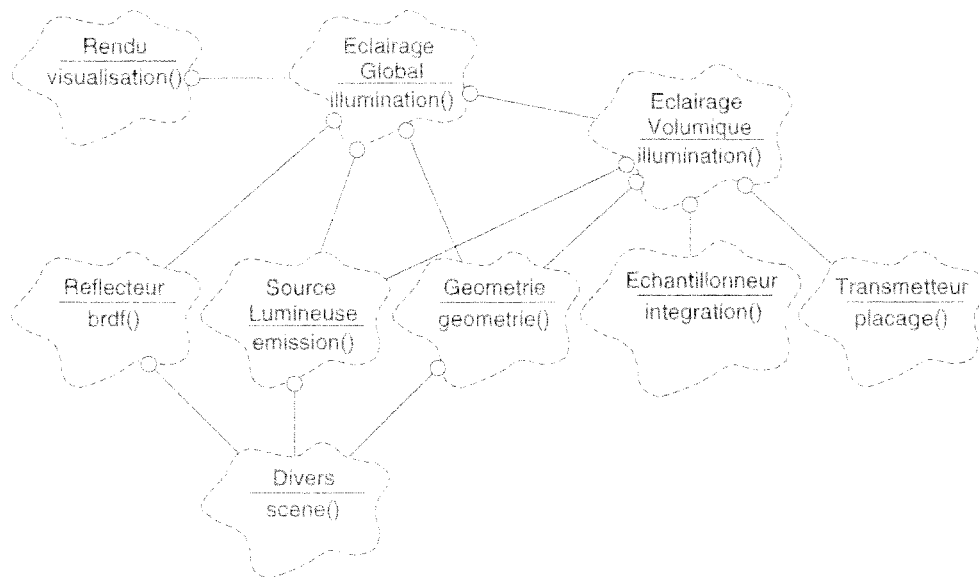 Rendu
visualisation()
Eclairage
Global
illumination()
Eclairage
Volumique
illumination()
Reflecteur
brdf()
Source
Lumineuse
emission()
Geometrie
geometrie()
Echantillonneur
integration()
Transmetteur
placage()
Divers
scene()